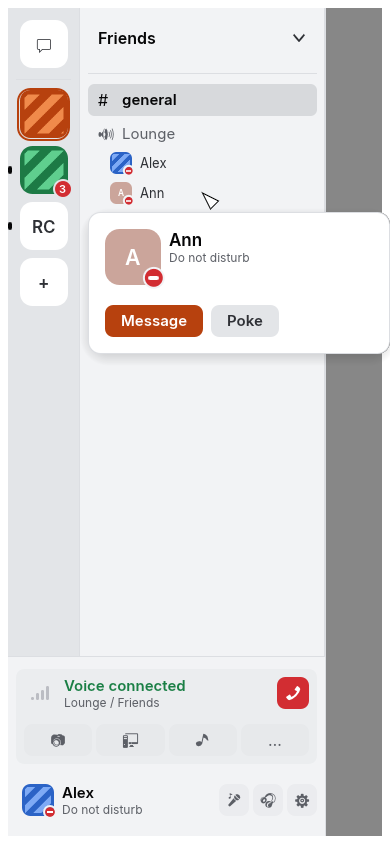 Friends
# general
Lounge
Alex
A Ann
3
RC
+
A
Ann
Do not disturb
Message Poke
Voice connected
Lounge / Friends
...
Alex
Do not disturb